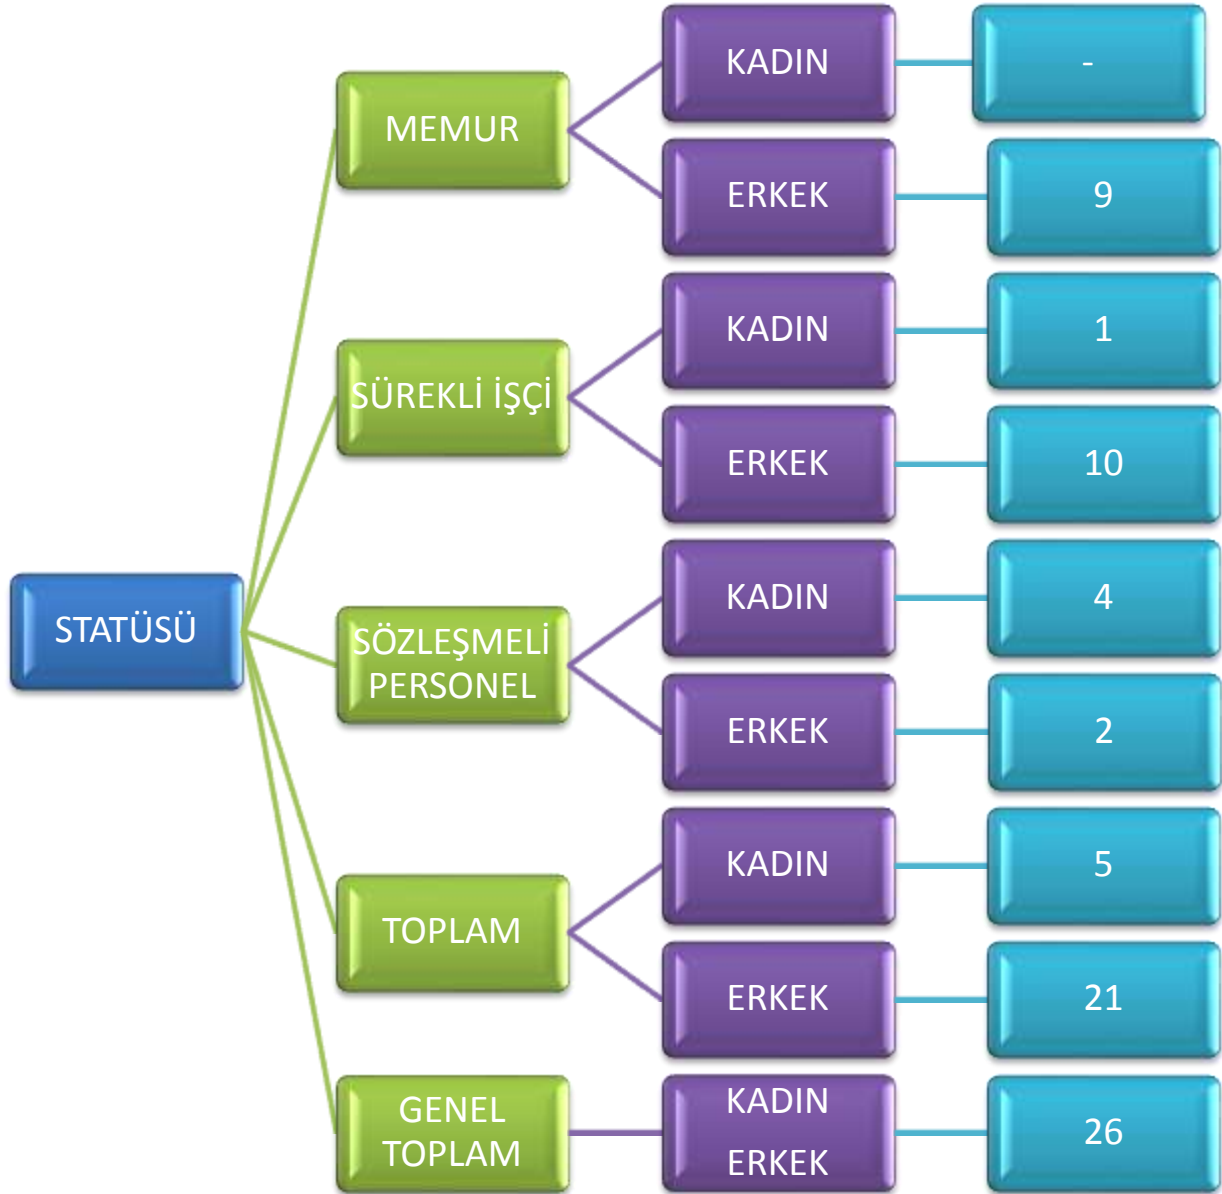 STATÜSÜ
MEMUR
KADIN
-
ERKEK
9
SÜREKLİ İŞÇİ
KADIN
1
ERKEK
10
SÖZLEŞMELİ
PERSONEL
KADIN
4
ERKEK
2
TOPLAM
KADIN
5
ERKEK
21
GENEL
TOPLAM
KADIN
ERKEK
26